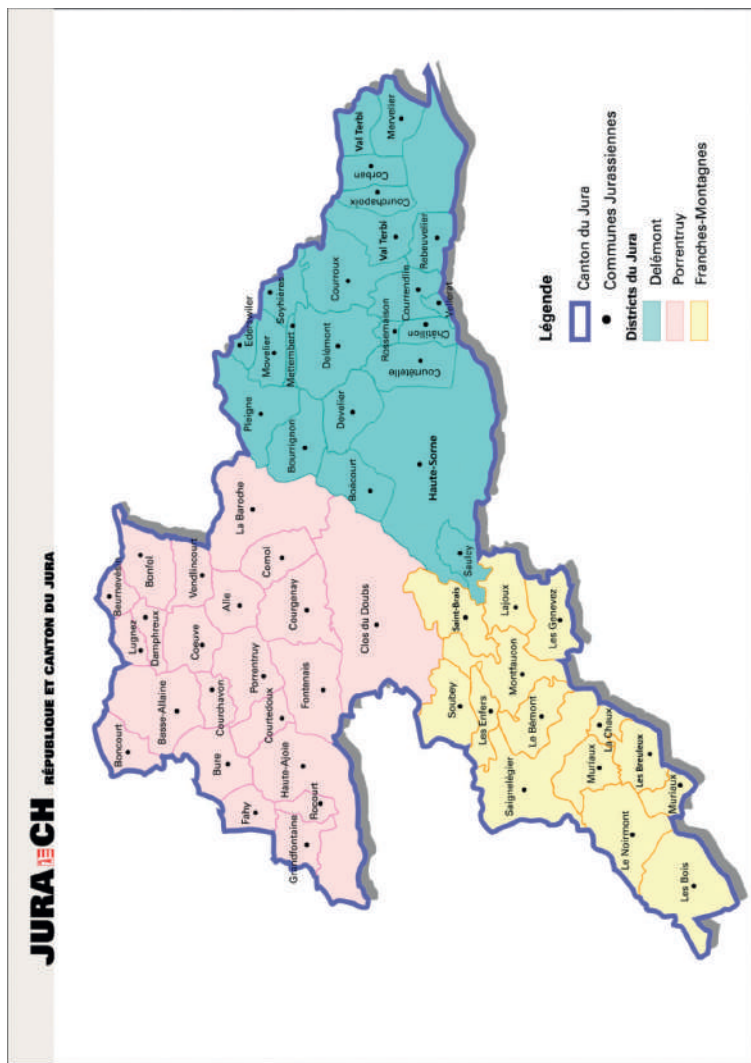 JURA CH RÉPUBLIQUE ET CANTON DU JURA
Beurnevésin
Boncourt
Lugnez
Bonfol
Damphreux
Basse-Allaine
Coeuve
Vendlincourt
Bure
Courchavon
Alle
La Baroche
Fahy
Porrentruy
Cornol
Courtedoux
Haute-Ajoie
Courgenay
Rocourt
Grandfontaine
Fontenais
Clos du Doubs
Ederswiler
Pleigne
Movelier
Soyhières
Mettembert
Bourrignon
Delémont
Courroux
Develier
Boécourt
Val Terbi
Mervelier
Corban
Courchapoix
Val Terbi
Rossemaison
Courrendlin
Rebeuvelier
Châtillon
Vellerat
Courtételle
Haute-Sorne
Saulcy
Saint-Brais
Soubey
Lajoux
Les Enfers
Montfaucon
Les Genevez
Le Bémont
Saignelégier
La Chaux
Muriaux
Les Breuleux
Muriaux
Le Noirmont
Les Bois
Légende
Canton du Jura
Communes Jurassiennes
Districts du Jura
Delémont
Porrentruy
Franches-Montagnes